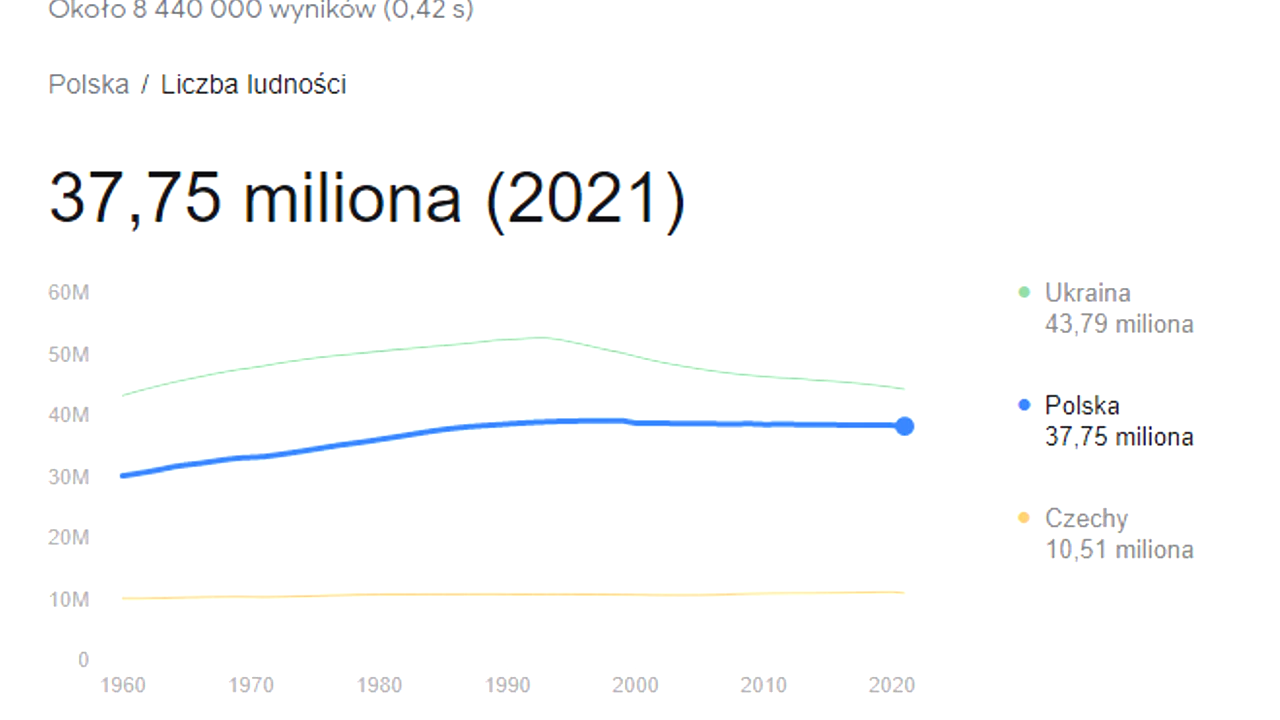 Około 8 440 000 wyników (0,42 s)
Polska / Liczba ludności
37,75 miliona (2021)
60M
50M
40M
30M
20M
10M
0
1960 1970 1980 1990 2000 2010 2020
Ukraina
43,79 miliona
Polska
37,75 miliona
Czechy
10,51 miliona